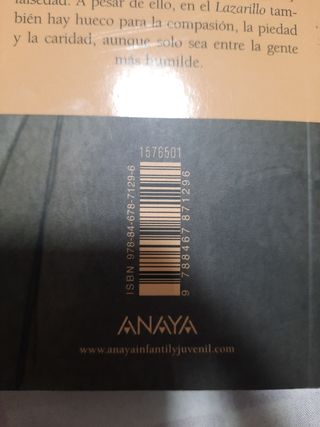 falsedad. A pesar de ello, en el Lazarillo tam-
bién hay hueco para la compasión, la piedad
y la caridad, aunque solo sea entre la gente
más humilde.
1576501
ISBN 978-84-678-7129-6
9 788467 871296
ANAYA
www.anayainfantilyjuvenil.com